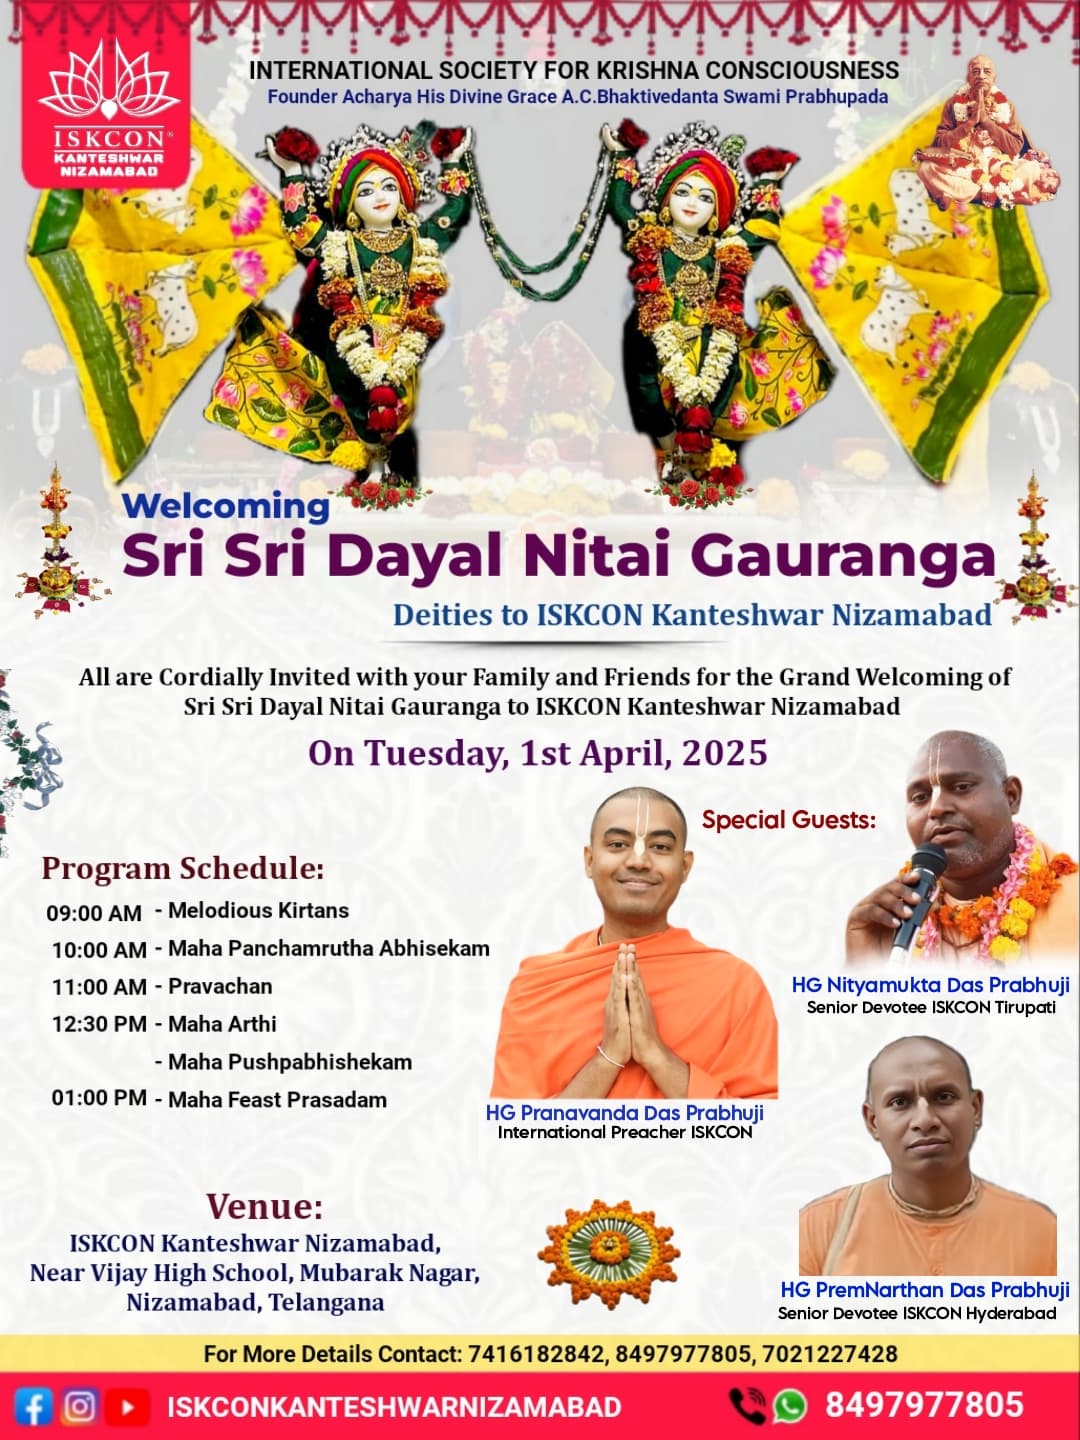 INTERNATIONAL SOCIETY FOR KRISHNA CONSCIOUSNESS
Founder Acharya His Divine Grace A.C.Bhaktivedanta Swami Prabhupada
ISKCON®
KANTESHWAR
NIZAMABAD
Welcoming
Sri Sri Dayal Nitai Gauranga
Deities to ISKCON Kanteshwar Nizamabad
All are Cordially Invited with your Family and Friends for the Grand Welcoming of
Sri Sri Dayal Nitai Gauranga to ISKCON Kanteshwar Nizamabad
On Tuesday, 1st April, 2025
Special Guests:
Program Schedule:
09:00 AM - Melodious Kirtans
10:00 AM - Maha Panchamrutha Abhisekam
11:00 AM - Pravachan
12:30 PM - Maha Arthi
- Maha Pushpabhishekam
01:00 PM - Maha Feast Prasadam
HG Nityamukta Das Prabhuji
Senior Devotee ISKCON Tirupati
HG Pranavanda Das Prabhuji
International Preacher ISKCON
HG PremNarthan Das Prabhuji
Senior Devotee ISKCON Hyderabad
Venue:
ISKCON Kanteshwar Nizamabad,
Near Vijay High School, Mubarak Nagar,
Nizamabad, Telangana
For More Details Contact: 7416182842, 8497977805, 7021227428
ISKCONKANTESHWARNIZAMABAD
8497977805